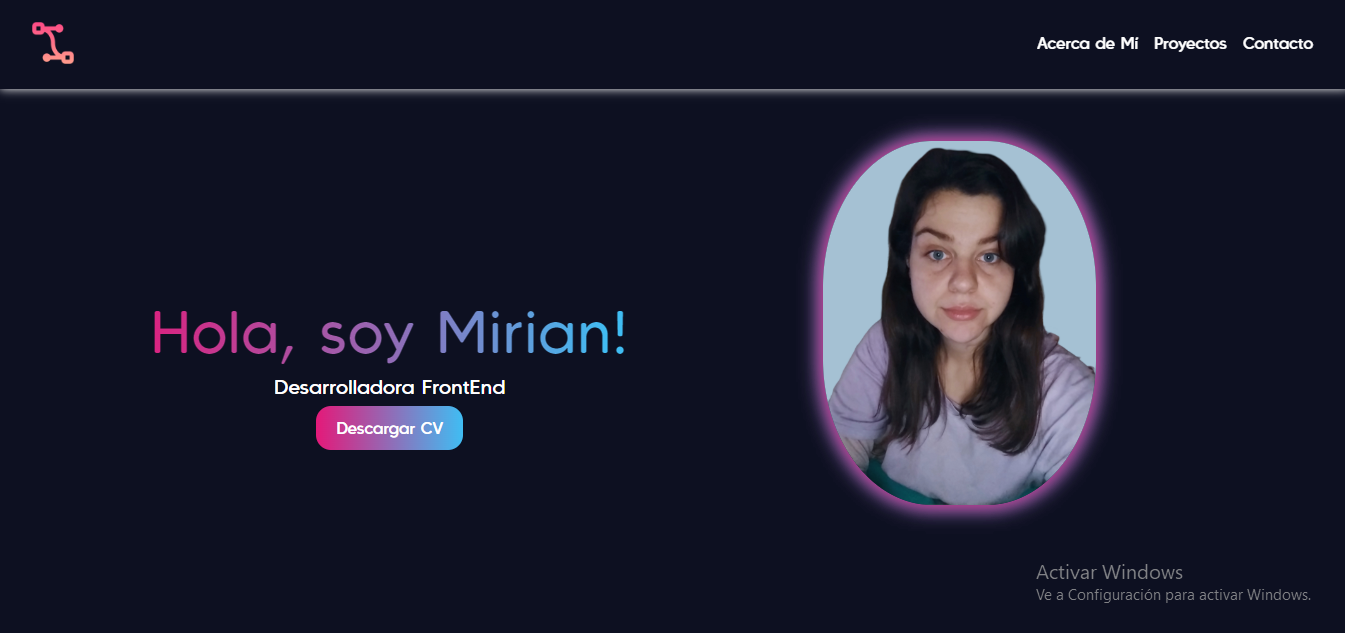 Acerca de Mí Proyectos Contacto
Hola, soy Mirian!
Desarrolladora FrontEnd
Descargar CV
Activar Windows
Ve a Configuración para activar Windows.